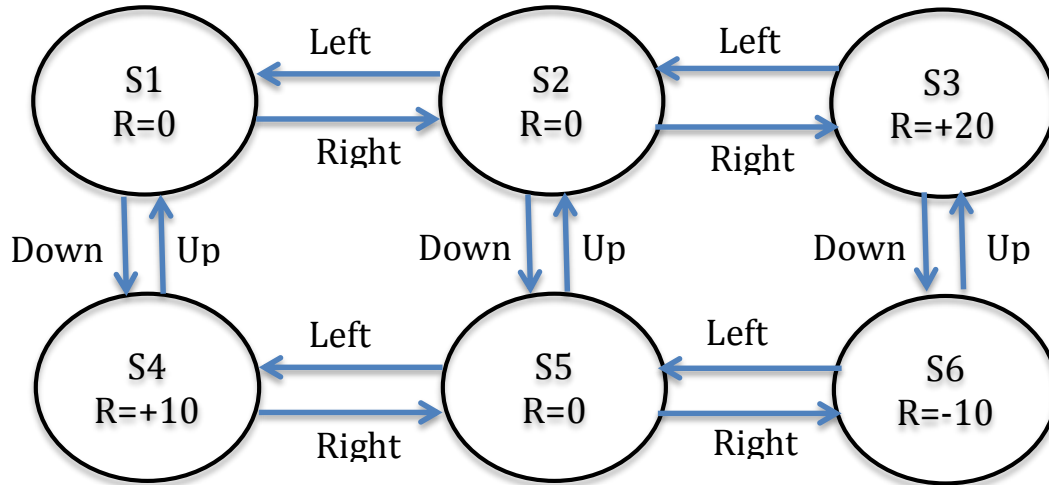 Left
Left
S1
R=0
S2
R=0
S3
R=+20
Right
Right
Down
Up
Down
Up
Down
Up
Left
Left
S4
R=+10
S5
R=0
S6
R=-10
Right
Right